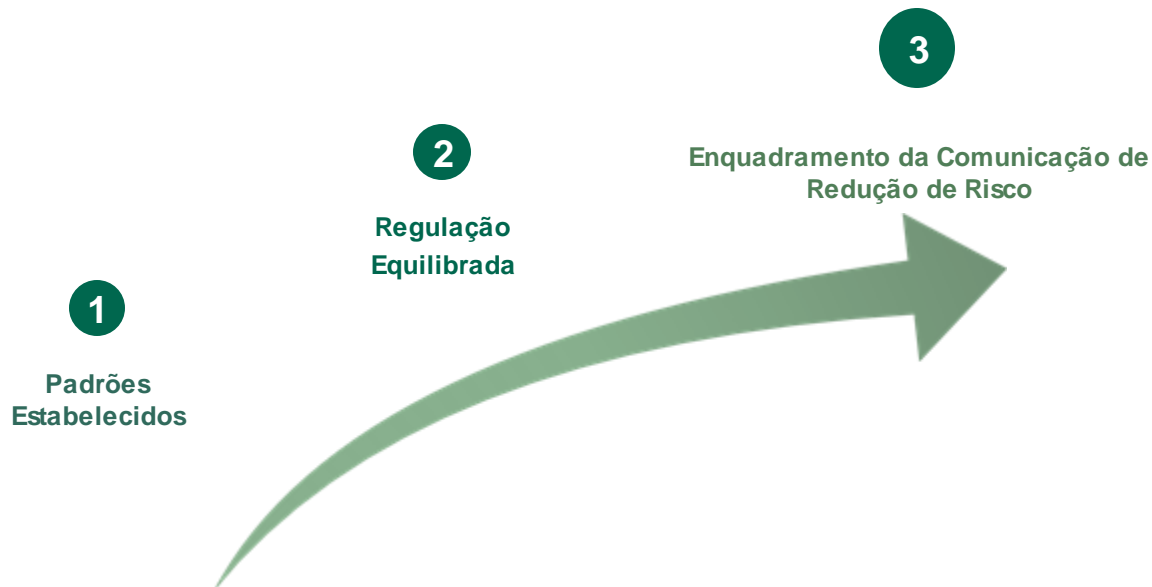 1
Padrões
Estabelecidos
2
Regulação
Equilibrada
3
Enquadramento da Comunicação de
Redução de Risco